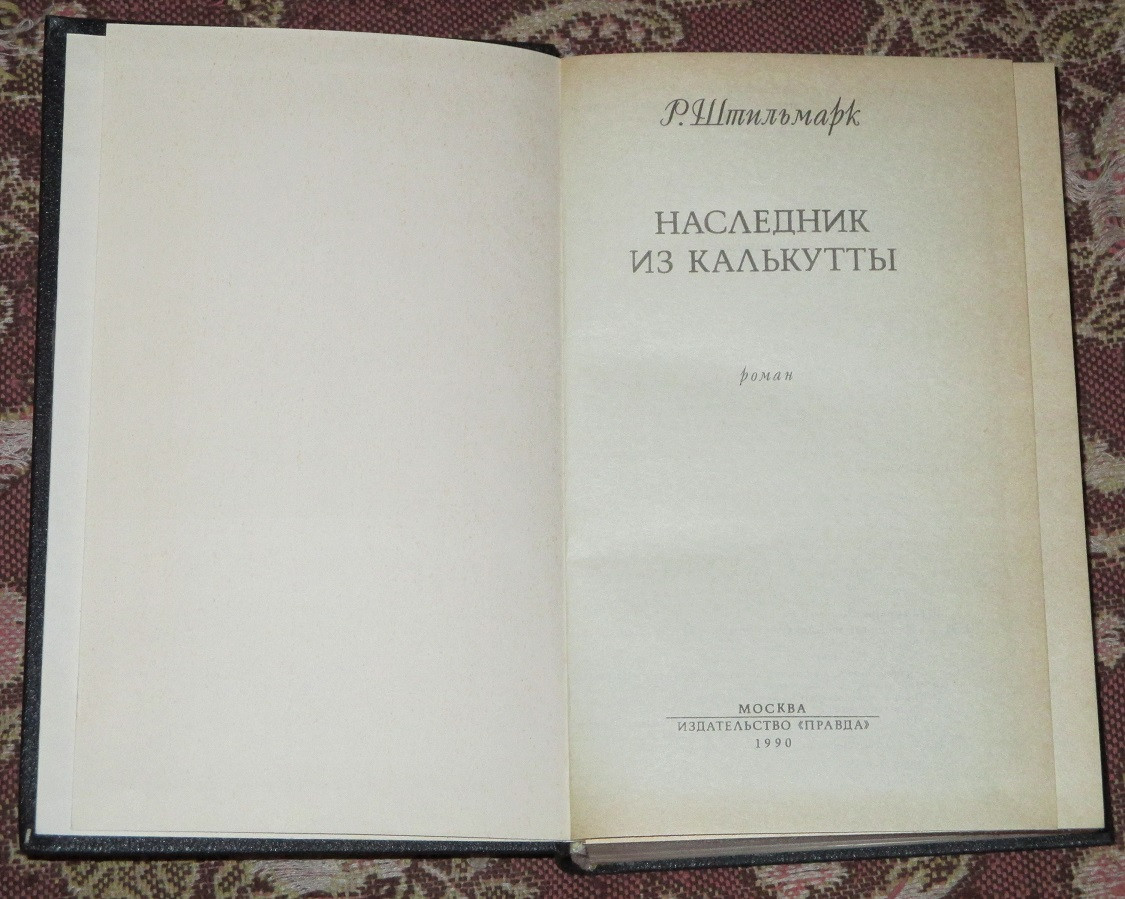 Р. Штильмарк
НАСЛЕДНИК
ИЗ КАЛЬКУТТЫ
роман
МОСКВА
ИЗДАТЕЛЬСТВО «ПРАВДА»
1990